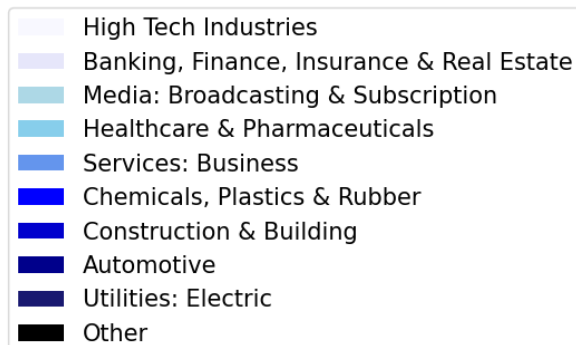 High Tech Industries
Banking, Finance, Insurance & Real Estate
Media: Broadcasting & Subscription
Healthcare & Pharmaceuticals
Services: Business
Chemicals, Plastics & Rubber
Construction & Building
Automotive
Utilities: Electric
Other